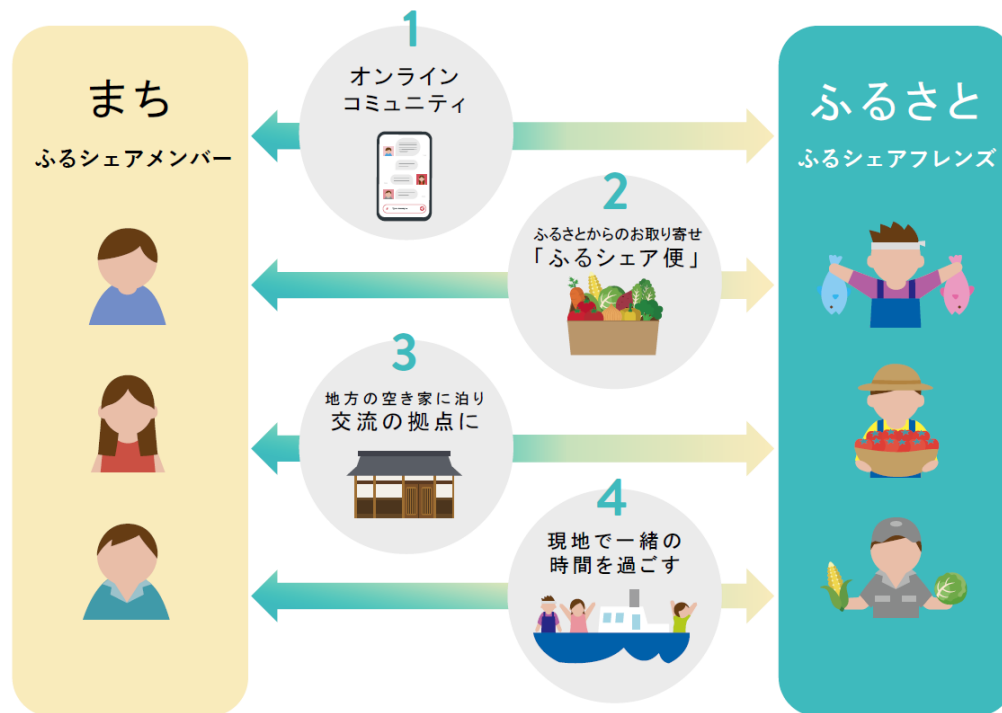 まち
ふるシェアメンバー
1
オンライン
コミュニティ
2
ふるさとからのお取り寄せ
「ふるシェア便」
3
地方の空き家に泊り
交流の拠点に
4
現地で一緒の
時間を過ごす
ふるさと
ふるシェアフレンズ